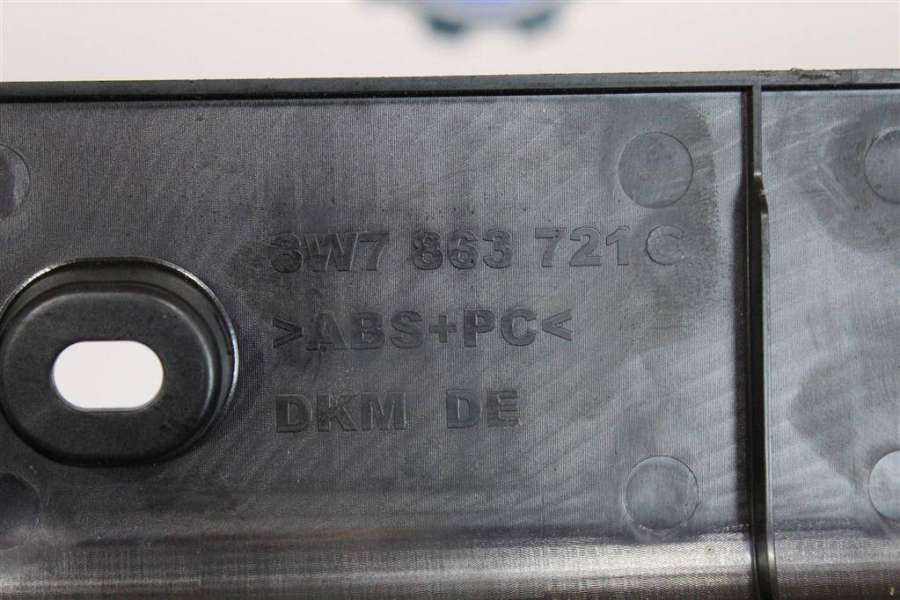 3W7 863 721 C
>ABS+PC<
DKM DE